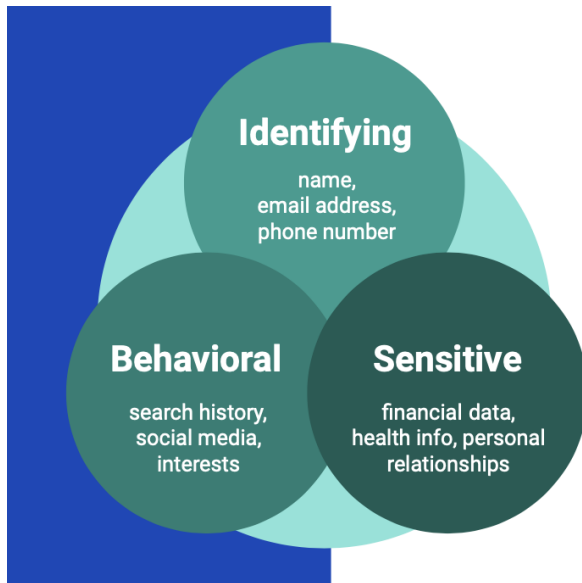 Identifying
name,
email address,
phone number
Behavioral
search history,
social media,
interests
Sensitive
financial data,
health info, personal
relationships